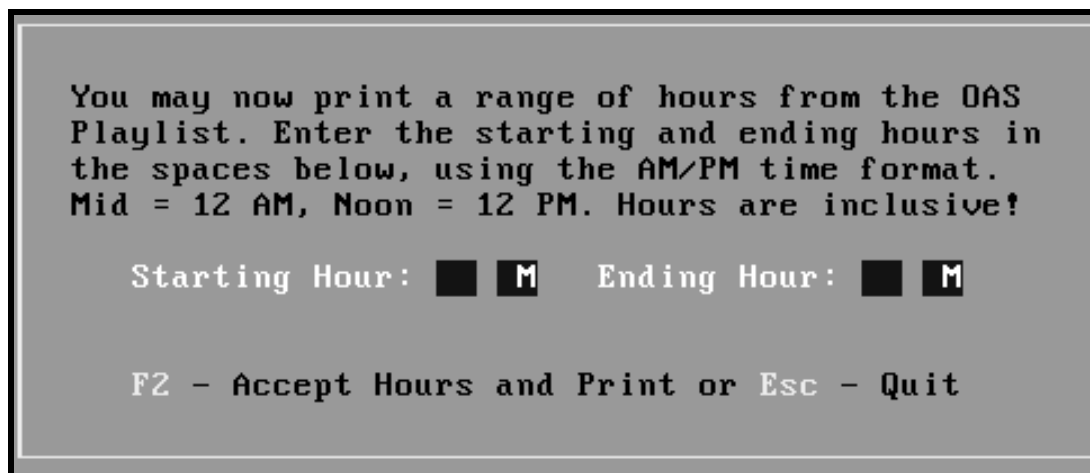 You may now print a range of hours from the OAS
Playlist. Enter the starting and ending hours in
the spaces below, using the AM/PM time format.
Mid = 12 AM, Noon = 12 PM. Hours are inclusive!
Starting Hour: M Ending Hour: M
F2 - Accept Hours and Print or Esc - Quit